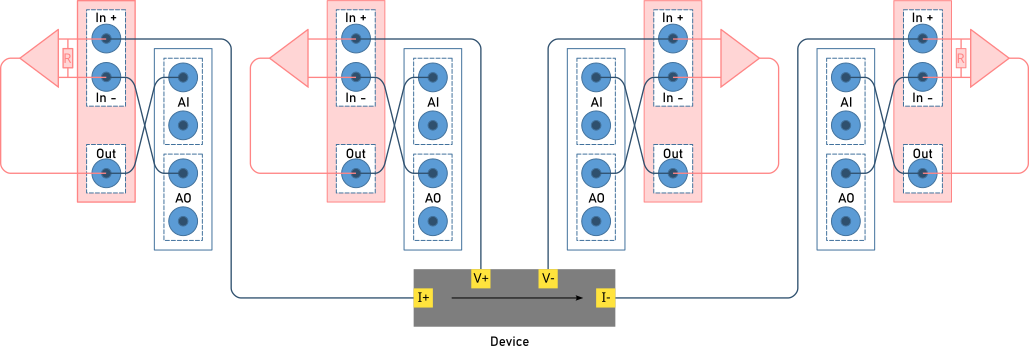 In +
In +
In +
In +
R
R
In −
In −
In −
In −
AI
AI
AI
AI
Out
Out
Out
Out
AO
AO
AO
AO
V+
V-
I+
I-
Device